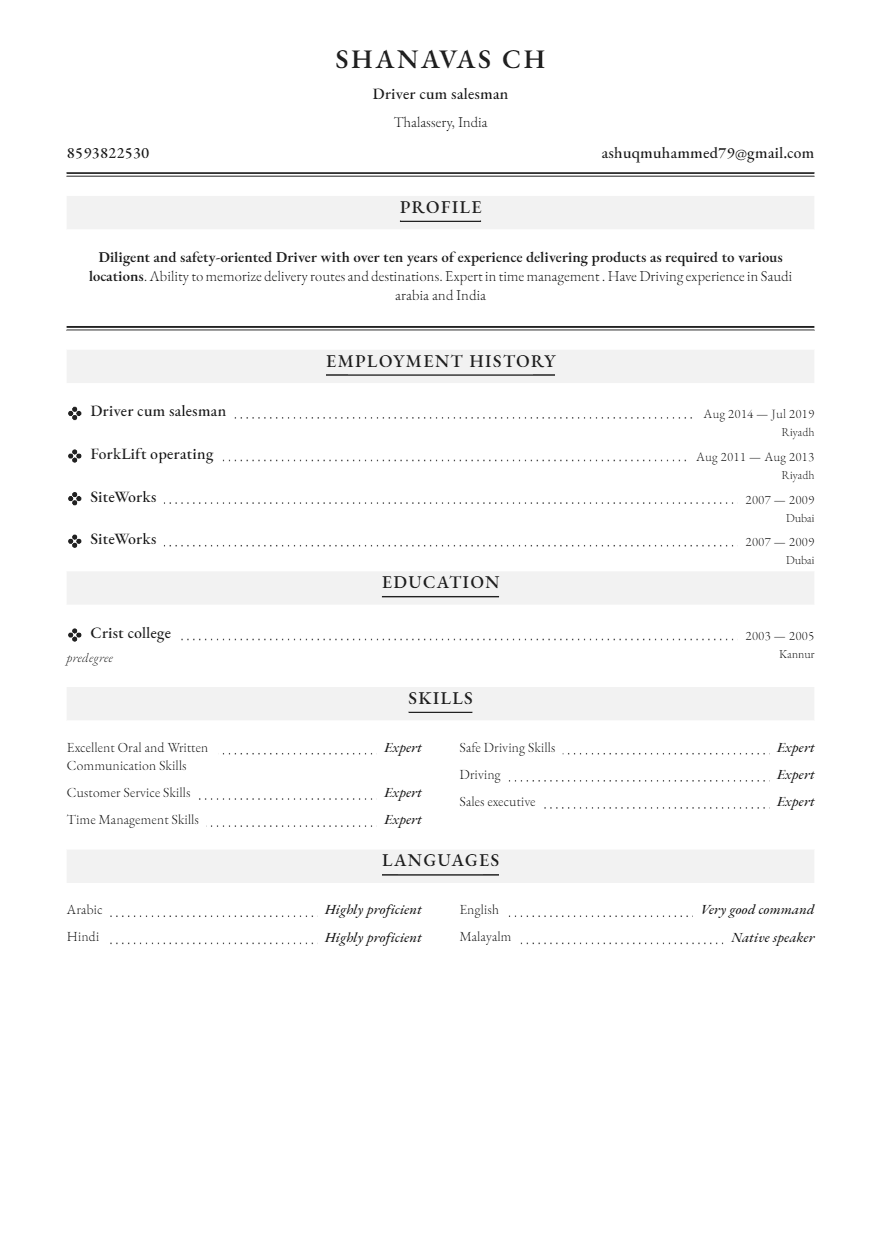 SHANAVAS CH
Driver cum salesman
Thalassery, India
8593822530 ashuqmuhammed79@gmail.com
PROFILE
Diligent and safety-oriented Driver with over ten years of experience delivering products as required to various
locations. Ability to memorize delivery routes and destinations. Expert in time management . Have Driving experience in Saudi
arabia and India
EMPLOYMENT HISTORY
Driver cum salesman Aug 2014 — Jul 2019
Riyadh
ForkLift operating Aug 2011 — Aug 2013
Riyadh
SiteWorks 2007 — 2009
Dubai
SiteWorks 2007 — 2009
Dubai
EDUCATION
Crist college 2003 — 2005
predegree Kannur
SKILLS
Excellent Oral and Written Expert
Communication Skills
Customer Service Skills Expert
Time Management Skills Expert
Safe Driving Skills Expert
Driving Expert
Sales executive Expert
LANGUAGES
Arabic Highly proficient
Hindi Highly proficient
English Very good command
Malayalm Native speaker